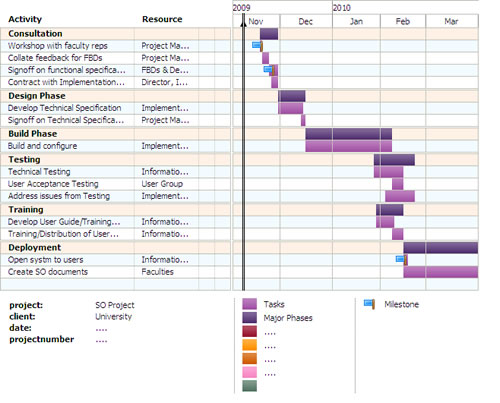 2009 2010
Activity Resource Nov Dec Jan Feb Mar
Consultation
Workshop with faculty reps Project Ma...
Collate feedback for FBDs Project Ma...
Signoff on functional specifica... FBDs & De...
Contract with Implementation... Director, I...
Design Phase
Develop Technical Specification Implement...
Signoff on Technical Specifica... Project Ma...
Build Phase
Build and configure Implement...
Testing
Technical Testing Informatio...
User Acceptance Testing User Group
Address issues from Testing Implement...
Training
Develop User Guide/Training... Informatio...
Training/Distribution of User... Informatio...
Deployment
Open systm to users Informatio...
Create SO documents Faculties
project: SO Project Tasks Milestone
client: University Major Phases
date: .... ....
projectnumber .... ....
....
....